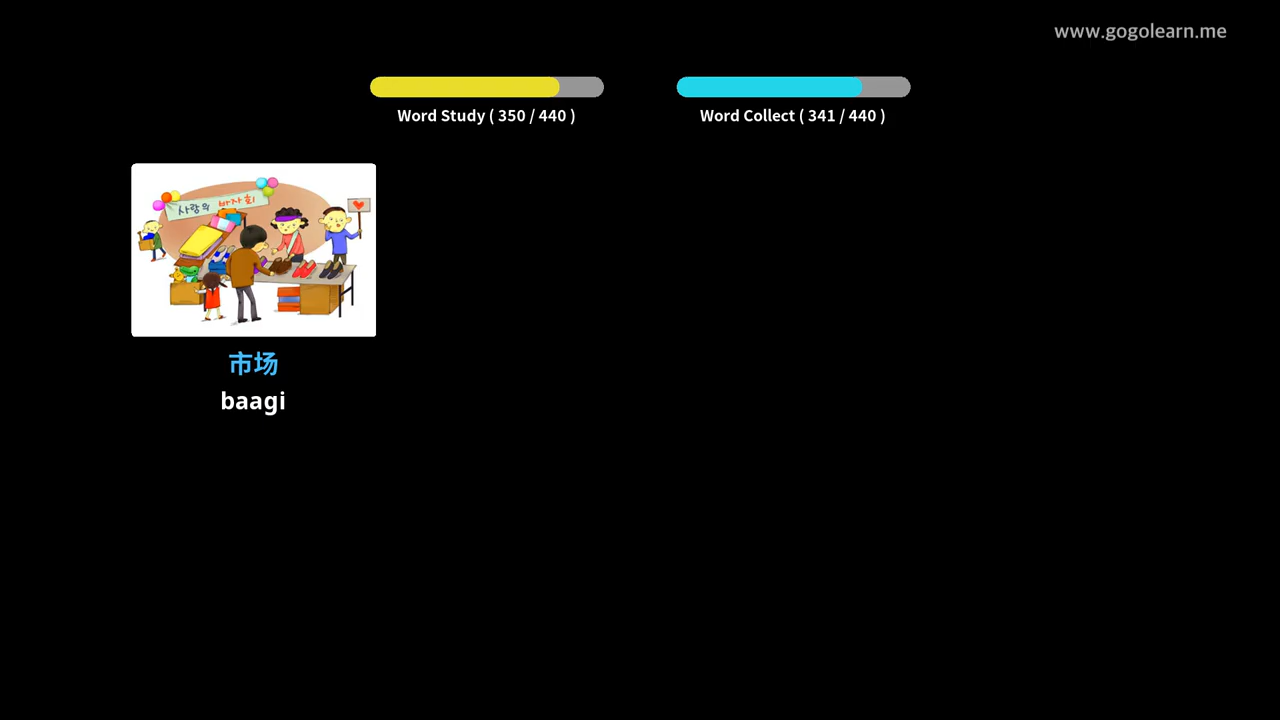 www.gogolearn.me
Word Study ( 350 / 440 )
Word Collect ( 341 / 440 )
사랑의 바자회
市场
baagi